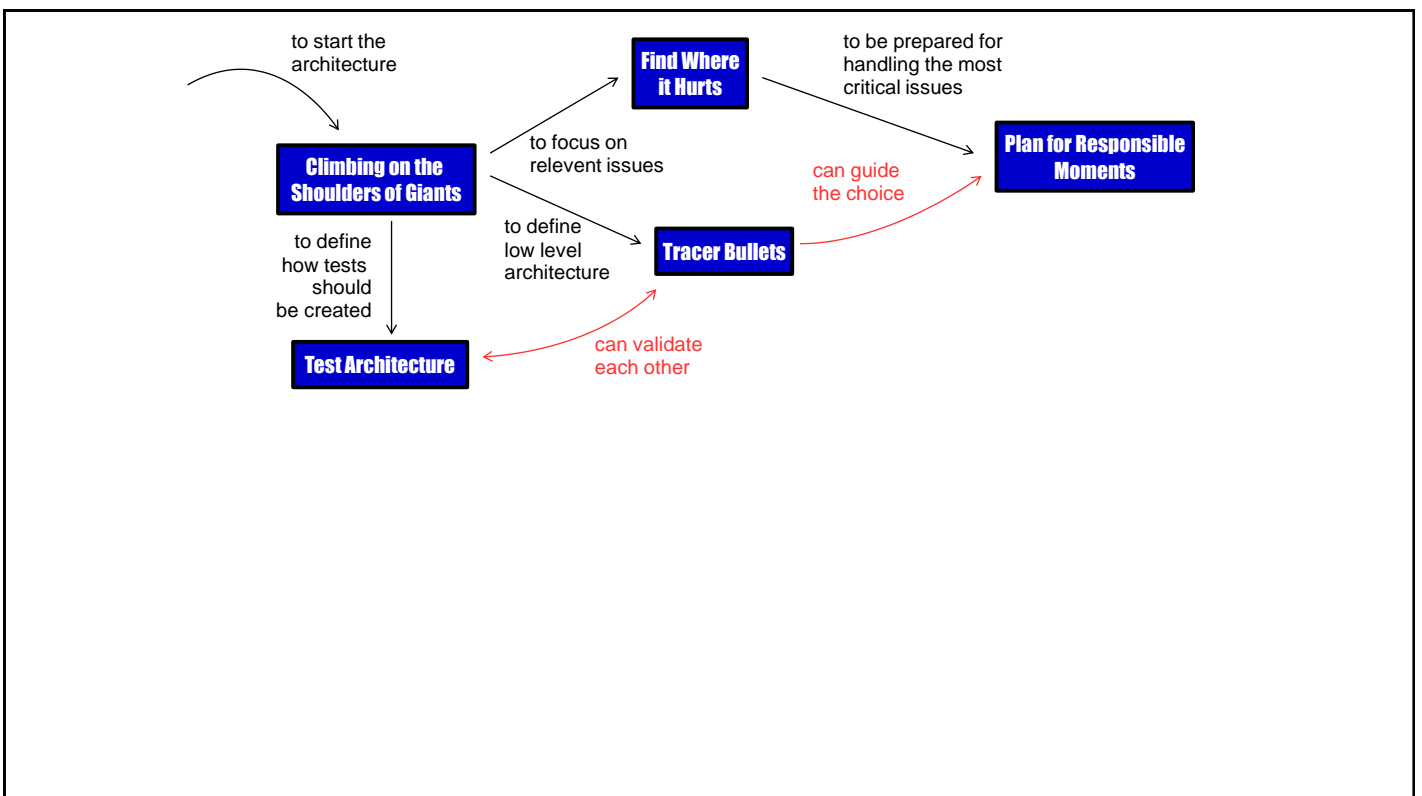 to start the
architecture
Find Where
it Hurts
to be prepared for
handling the most
critical issues
Climbing on the
Shoulders of Giants
to focus on
relevent issues
Plan for Responsible
Moments
can guide
the choice
to define
how tests
should
be created
to define
low level
architecture
Tracer Bullets
Test Architecture
can validate
each other